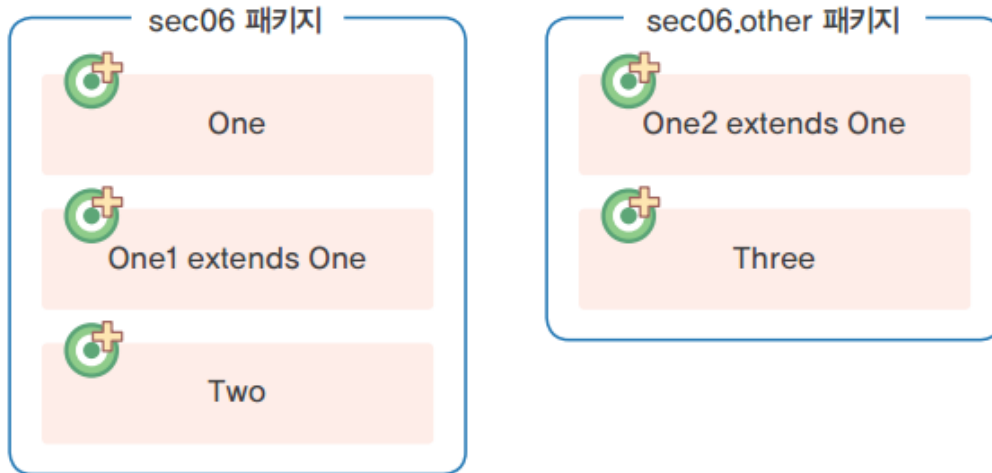 sec06 패키지
One
One1 extends One
Two
sec06.other 패키지
One2 extends One
Three